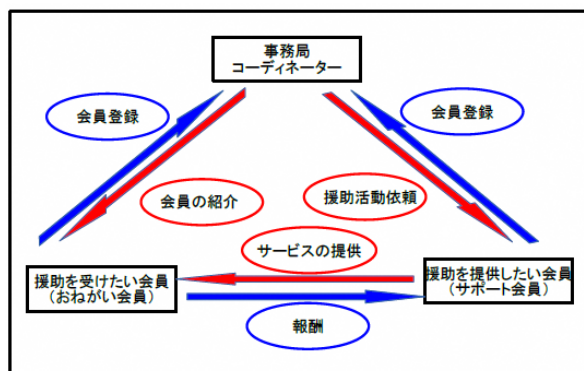 事務局
コーディネーター
会員登録
会員登録
会員の紹介
援助活動依頼
サービスの提供
援助を受けたい会員
(おねがい会員)
援助を提供したい会員
(サポート会員)
報酬